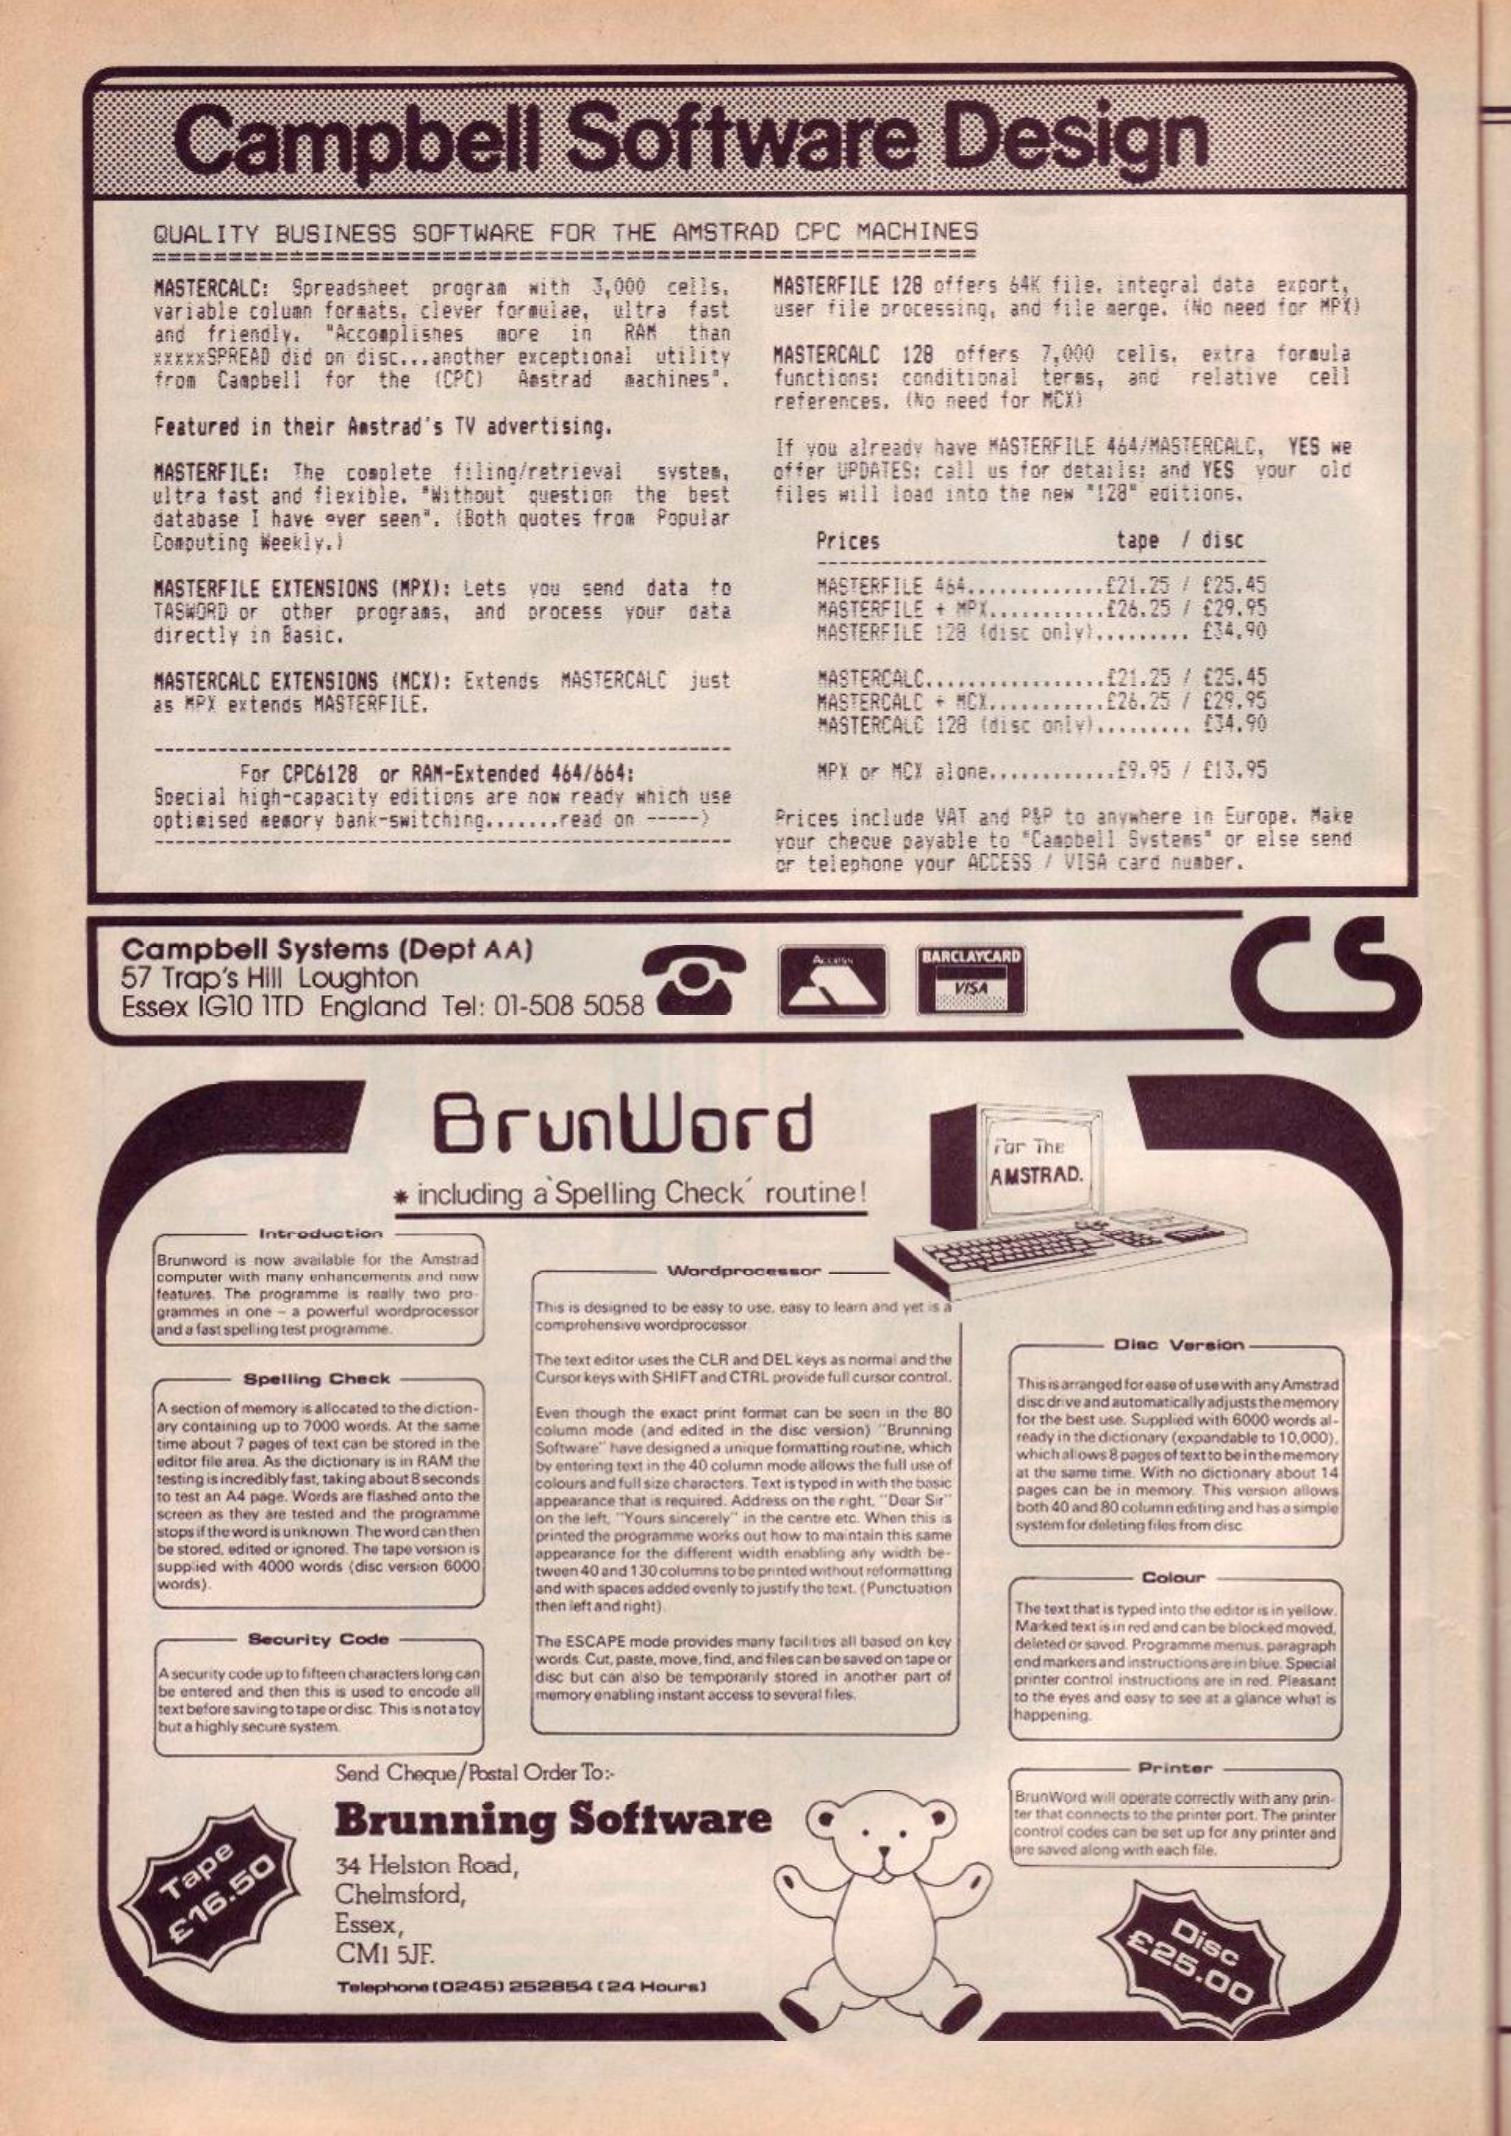 Campbell Software Design
QUALITY BUSINESS SOFTWARE FOR THE AMSTRAD CPC MACHINES
=======================================================
MASTERCALC: Spreadsheet program with 3,000 cells,
variable column formats, clever formulae, ultra fast
and friendly. "Accomplishes more in RAM than
xxxxxSPREAD did on disc...another exceptional utility
from Campbell for the (CPC) Amstrad machines".
Featured in their Amstrad's TV advertising.
MASTERFILE: The complete filing/retrieval system,
ultra fast and flexible. "Without question the best
database I have ever seen". (Both quotes from Popular
Computing Weekly.)
MASTERFILE EXTENSIONS (MPX): Lets you send data to
TASWORD or other programs, and process your data
directly in Basic.
MASTERCALC EXTENSIONS (MCX): Extends MASTERCALC just
as MPX extends MASTERFILE.
For CPC6128 or RAM-Extended 464/664:
Special high-capacity editions are now ready which use
optimised memory bank-switching.......read on ----->
MASTERFILE 128 offers 64K file, integral data export,
user file processing, and file merge. (No need for MPX)
MASTERCALC 128 offers 7,000 cells, extra formula
functions: conditional terms, and relative cell
references. (No need for MCX)
If you already have MASTERFILE 464/MASTERCALC, YES we
offer UPDATES: call us for details: and YES your old
files will load into the new "128" editions.
Prices tape / disc
MASTERFILE 464.............£21.25 / £25.45
MASTERFILE + MPX...........£26.25 / £29.95
MASTERFILE 128 (disc only)......... £34.90
MASTERCALC.................£21.25 / £25.45
MASTERCALC + MCX...........£26.25 / £29.95
MASTERCALC 128 (disc only)......... £34.90
MPX or MCX alone............£9.95 / £13.95
Prices include VAT and P&P to anywhere in Europe. Make
your cheque payable to "Campbell Systems" or else send
or telephone your ACCESS / VISA card number.
Campbell Systems (Dept AA)
57 Trap's Hill Loughton
Essex IG10 1TD England Tel: 01-508 5058
Access
BARCLAYCARD
VISA
CS
BrunWord
* including a `Spelling Check´ routine!
For The
AMSTRAD.
Introduction
Brunword is now available for the Amstrad
computer with many enhancements and new
features. The programme is really two pro-
grammes in one – a powerful wordprocessor
and a fast spelling test programme.
Spelling Check
A section of memory is allocated to the diction-
ary containing up to 7000 words. At the same
time about 7 pages of text can be stored in the
editor file area. As the dictionary is in RAM the
testing is incredibly fast, taking about 8 seconds
to test an A4 page. Words are flashed onto the
screen as they are tested and the programme
stops if the word is unknown. The word can then
be stored, edited or ignored. The tape version is
supplied with 4000 words (disc version 6000
words).
Security Code
A security code up to fifteen characters long can
be entered and then this is used to encode all
text before saving to tape or disc. This is not a toy
but a highly secure system.
Wordprocessor
This is designed to be easy to use, easy to learn and yet is a
comprehensive wordprocessor.
The text editor uses the CLR and DEL keys as normal and the
Cursor keys with SHIFT and CTRL provide full cursor control.
Even though the exact print format can be seen in the 80
column mode (and edited in the disc version) "Brunning
Software" have designed a unique formatting routine, which
by entering text in the 40 column mode allows the full use of
colours and full size characters. Text is typed in with the basic
appearance that is required. Address on the right, "Dear Sir"
on the left, "Yours sincerely" in the centre etc. When this is
printed the programme works out how to maintain this same
appearance for the different width enabling any width be-
tween 40 and 130 columns to be printed without reformatting
and with spaces added evenly to justify the text. (Punctuation
then left and right).
The ESCAPE mode provides many facilities all based on key
words. Cut, paste, move, find, and files can be saved on tape or
disc but can also be temporarily stored in another part of
memory enabling instant access to several files.
Disc Version
This is arranged for ease of use with any Amstrad
disc drive and automatically adjusts the memory
for the best use. Supplied with 6000 words al-
ready in the dictionary (expandable to 10,000),
which allows 8 pages of text to be in the memory
at the same time. With no dictionary about 14
pages can be in memory. This version allows
both 40 and 80 column editing and has a simple
system for deleting files from disc.
Colour
The text that is typed into the editor is in yellow.
Marked text is in red and can be blocked moved,
deleted or saved. Programme menus, paragraph
end markers and instructions are in blue. Special
printer control instructions are in red. Pleasant
to the eyes and easy to see at a glance what is
happening.
Printer
BrunWord will operate correctly with any prin-
ter that connects to the printer port. The printer
control codes can be set up for any printer and
are saved along with each file.
Send Cheque/Postal Order To:-
Brunning Software
34 Helston Road,
Chelmsford,
Essex,
CM1 5JF.
Telephone (0245) 252854 (24 Hours)
Tape
£16.50
Disc
£25.00